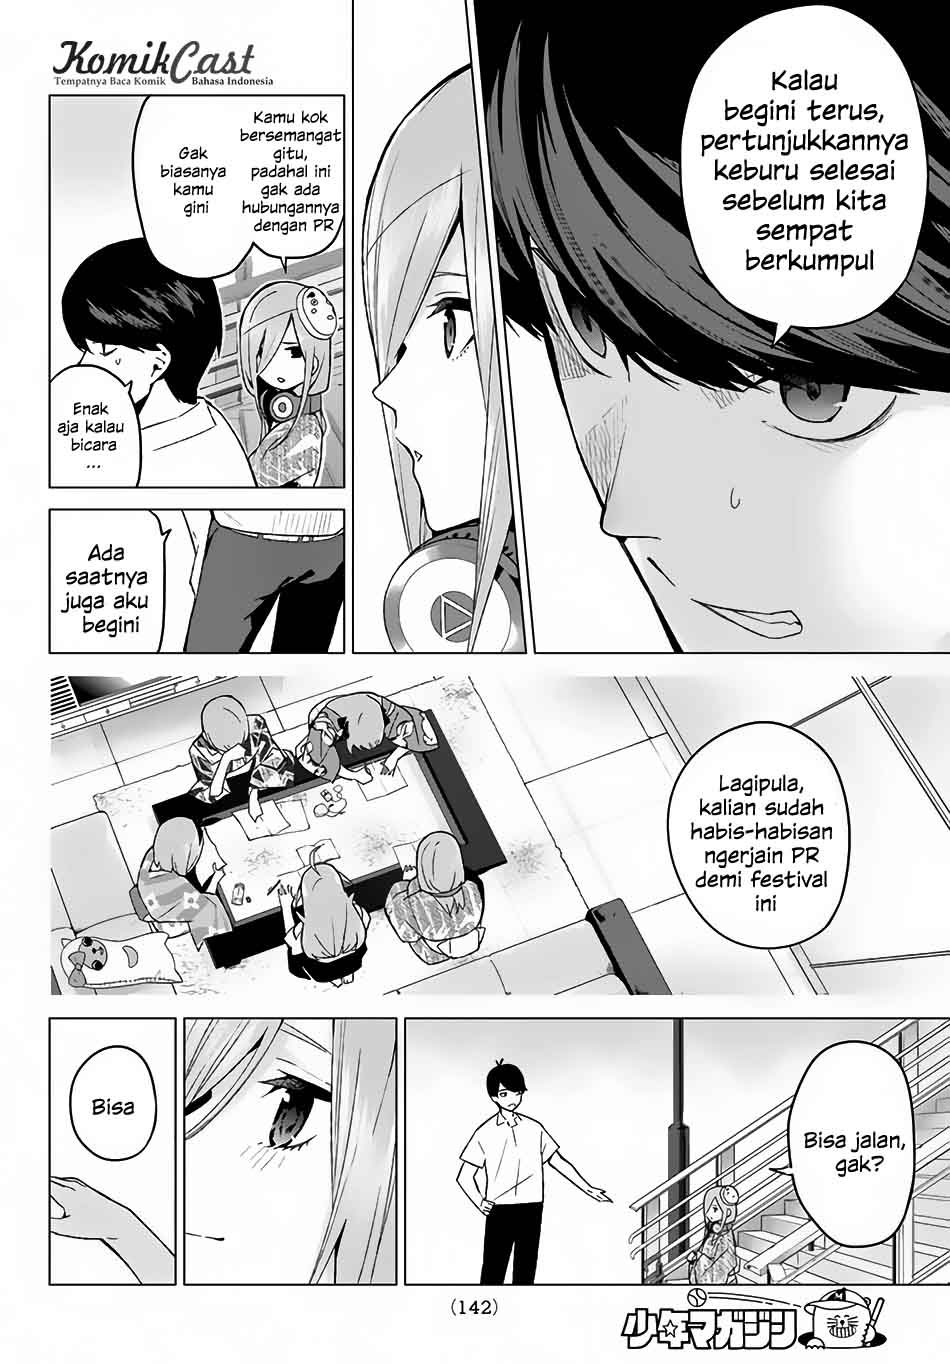 KomikCast
Tempatnya Baca Komik Bahasa Indonesia
Kalau
begini terus,
pertunjukkannya
keburu selesai
sebelum kita
sempat
berkumpul
Kamu kok
bersemangat
gitu,
padahal ini
gak ada
hubungannya
dengan PR
Gak
biasanya
kamu
gini
Enak
aja kalau
bicara
...
Ada
saatnya
juga aku
begini
Lagipula,
kalian sudah
habis-habisan
ngerjain PR
demi festival
ini
Bisa jalan,
gak?
Bisa
(142)
少年マガジン